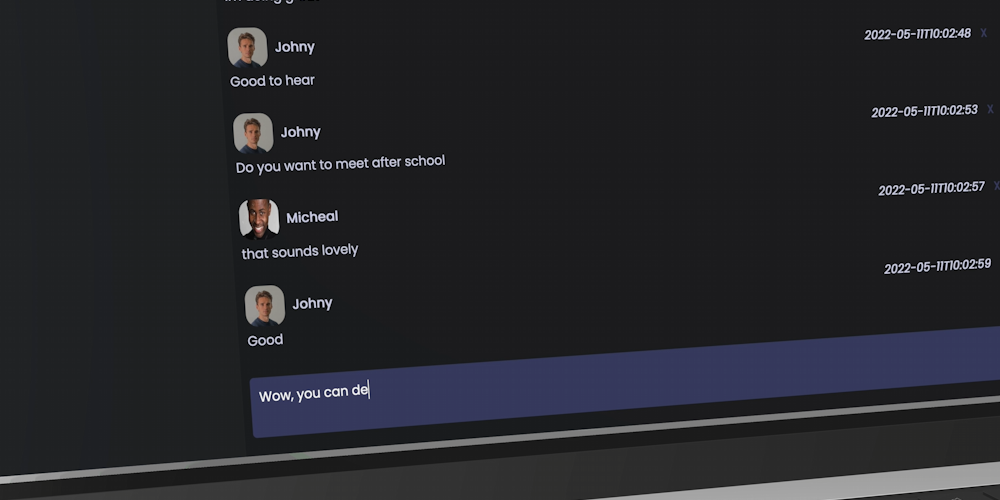 Johny
2022-05-11T10:02:48 X
Good to hear
Johny
2022-05-11T10:02:53 X
Do you want to meet after school
Micheal
2022-05-11T10:02:57 X
that sounds lovely
Johny
2022-05-11T10:02:59
Good
Wow, you can de